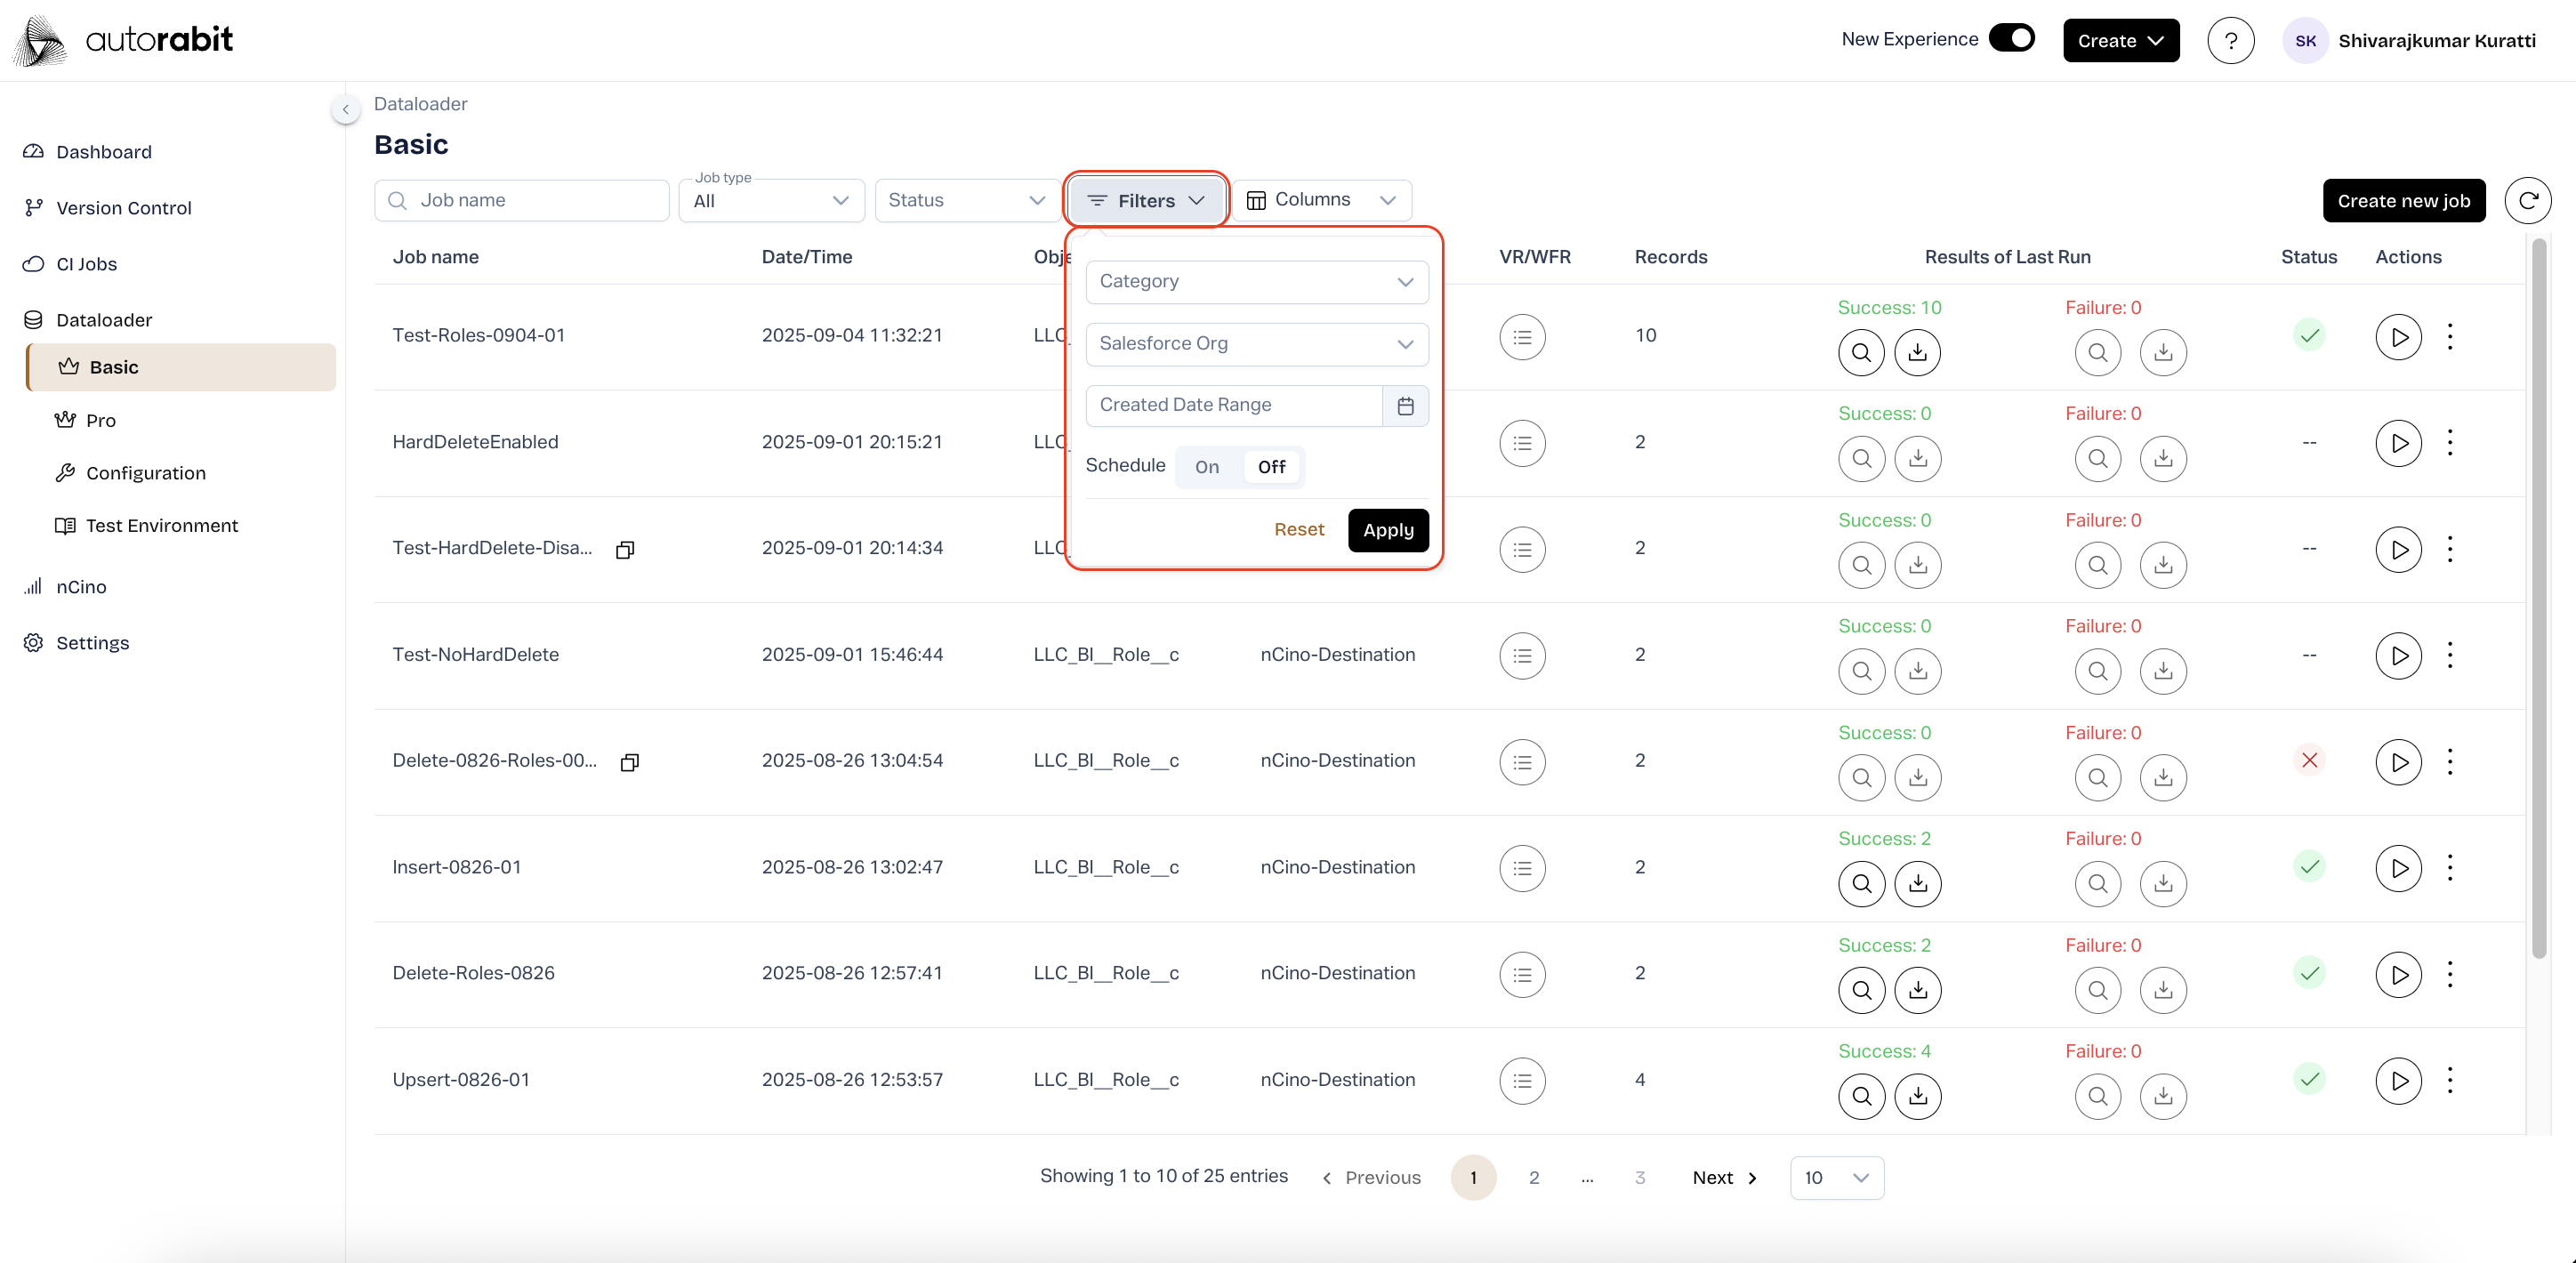 autorabit
New Experience
Create
?
SK
Shivarajkumar Kuratti
Dashboard
Version Control
CI Jobs
Dataloader
Basic
Pro
Configuration
Test Environment
nCino
Settings
Dataloader
Basic
Job name
Job type
All
Status
Filters
Columns
Create new job
Job name Date/Time Obje VR/WFR Records Results of Last Run Status Actions
Category
Salesforce Org
Created Date Range
Schedule On Off
Reset Apply
Success: 10 Failure: 0
Test-Roles-0904-01 2025-09-04 11:32:21 LLC_ 10
Success: 0 Failure: 0
HardDeleteEnabled 2025-09-01 20:15:21 LLC_ 2 --
Success: 0 Failure: 0
Test-HardDelete-Disa... 2025-09-01 20:14:34 LLC_ 2 --
Success: 0 Failure: 0
Test-NoHardDelete 2025-09-01 15:46:44 LLC_BI__Role__c nCino-Destination 2 --
Success: 0 Failure: 0
Delete-0826-Roles-00... 2025-08-26 13:04:54 LLC_BI__Role__c nCino-Destination 2
Success: 2 Failure: 0
Insert-0826-01 2025-08-26 13:02:47 LLC_BI__Role__c nCino-Destination 2
Success: 2 Failure: 0
Delete-Roles-0826 2025-08-26 12:57:41 LLC_BI__Role__c nCino-Destination 2
Success: 4 Failure: 0
Upsert-0826-01 2025-08-26 12:53:57 LLC_BI__Role__c nCino-Destination 4
Showing 1 to 10 of 25 entries Previous 1 2 ... 3 Next 10